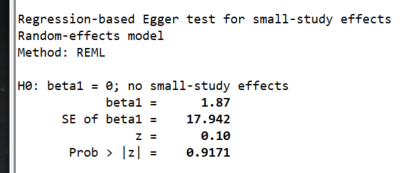 Regression-based Egger test for small-study effects
Random-effects model
Method: REML
H0: beta1 = 0; no small-study effects
beta1 = 1.87
SE of beta1 = 17.942
z = 0.10
Prob > |z| = 0.9171